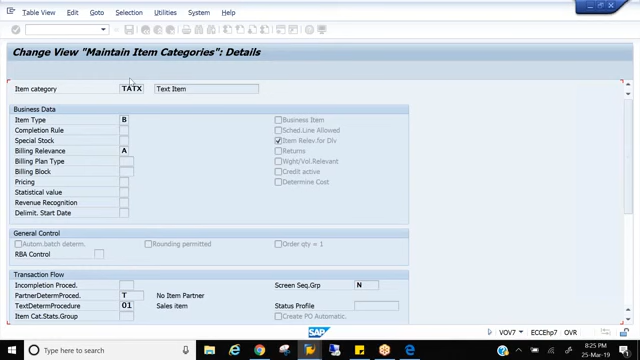 Table View Edit Goto Selection Utilities System Help
Change View "Maintain Item Categories": Details
Item category TATX Text Item
Business Data
Item Type B Business Item
Completion Rule Sched.Line Allowed
Special Stock Item Relev.for Dlv
Billing Relevance A Returns
Billing Plan Type Wght/Vol.Relevant
Billing Block Credit active
Pricing Determine Cost
Statistical value
Revenue Recognition
Delimit. Start Date
General Control
Autom.batch determ. Rounding permitted Order qty = 1
RBA Control
Transaction Flow
Incompletion Proced. Screen Seq.Grp N
PartnerDetermProced. T No Item Partner
TextDetermProcedure 01 Sales item Status Profile
Item Cat.Stats.Group Create PO Automatic.
SAP VOV7 ECCEhp7 OVR
Type here to search
8:25 PM
25-Mar-19